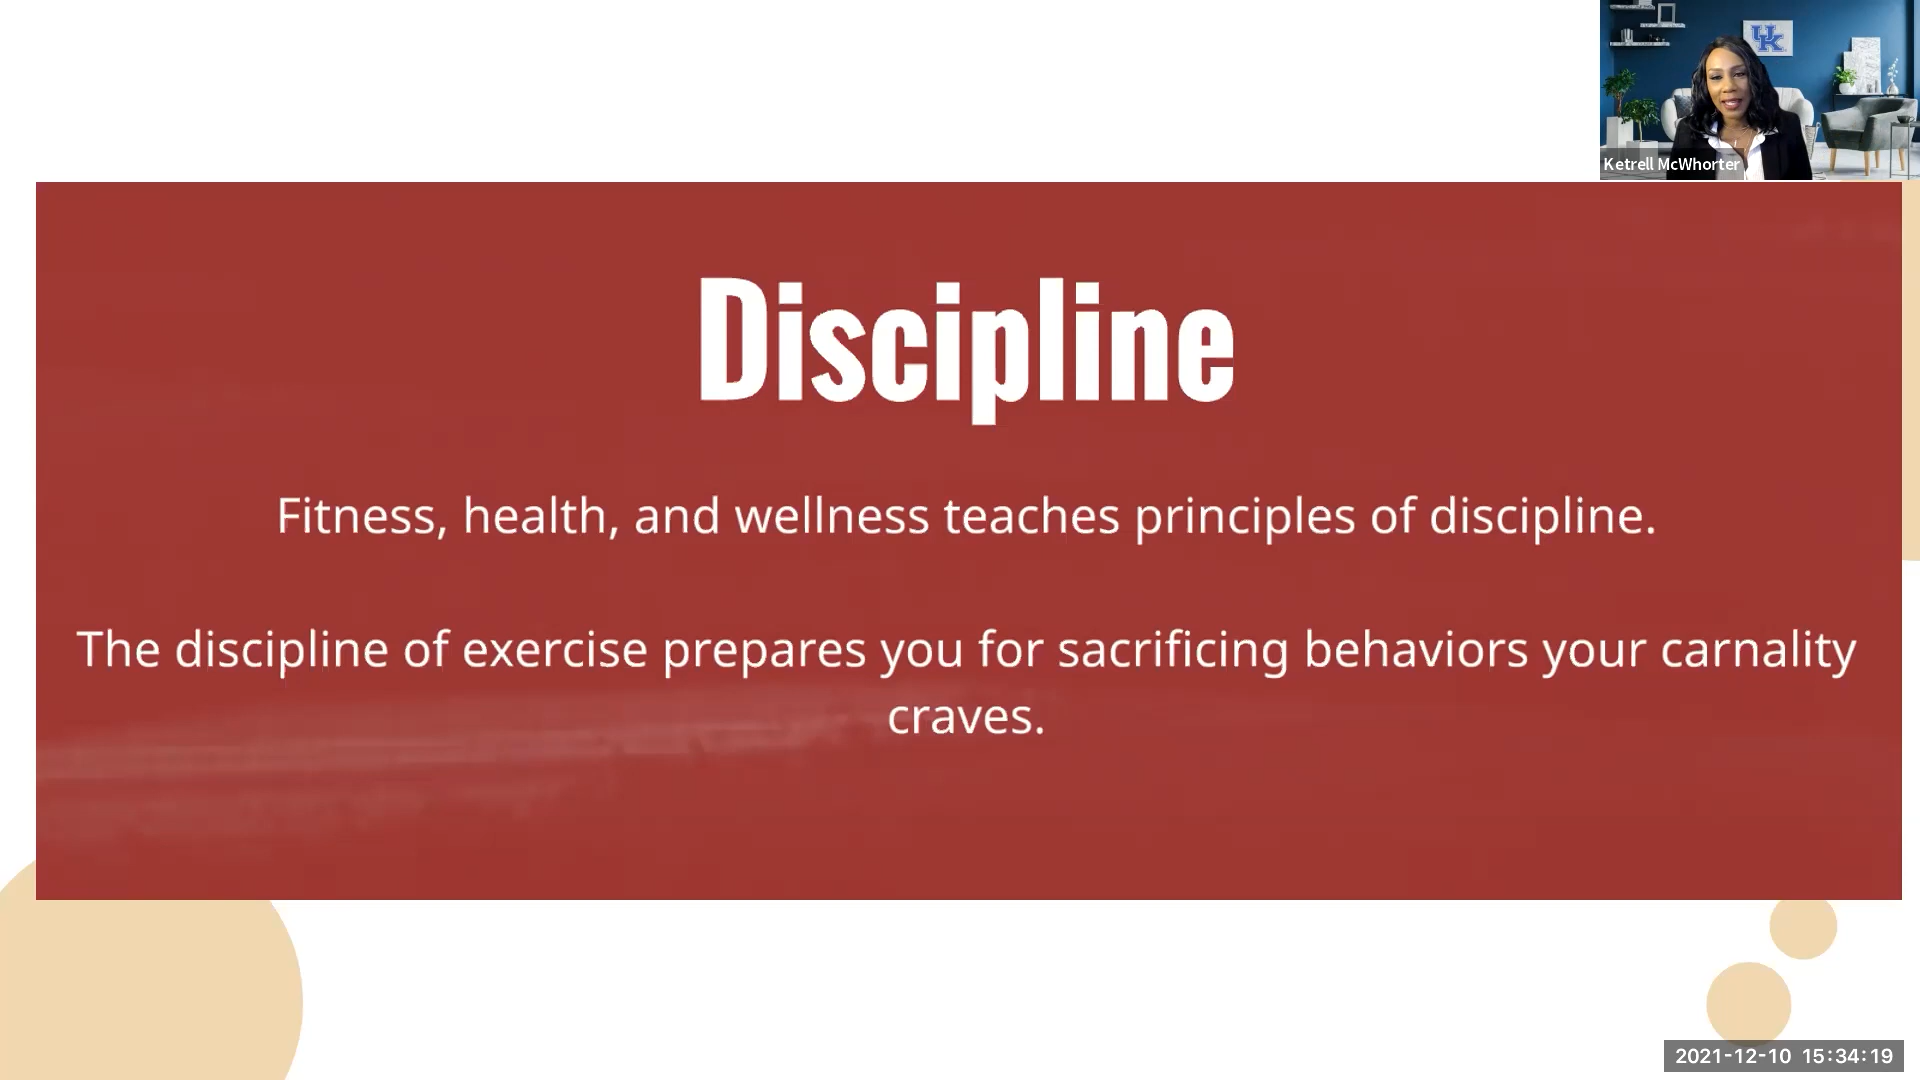 UK
Ketrell McWhorter
Discipline
Fitness, health, and wellness teaches principles of discipline.
The discipline of exercise prepares you for sacrificing behaviors your carnality
craves.
2021-12-10 15:34:19